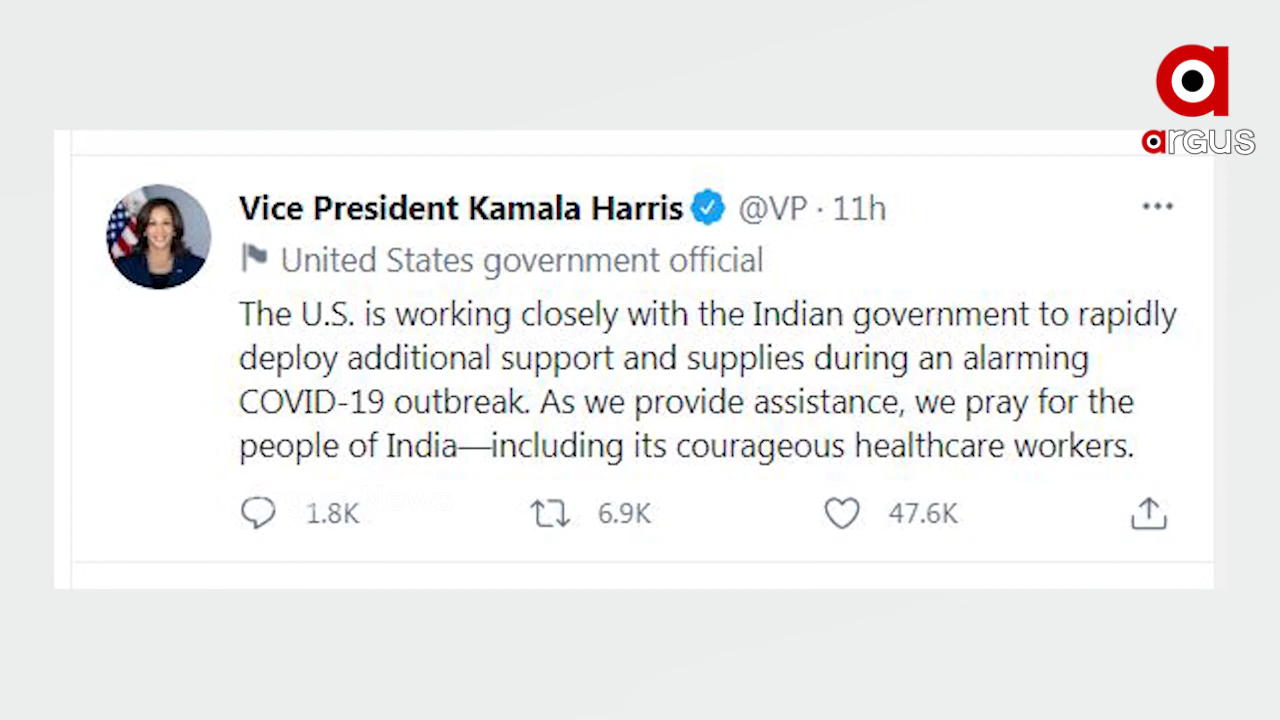 argus
Vice President Kamala Harris @VP · 11h
United States government official
The U.S. is working closely with the Indian government to rapidly
deploy additional support and supplies during an alarming
COVID-19 outbreak. As we provide assistance, we pray for the
people of India—including its courageous healthcare workers.
1.8K 6.9K 47.6K